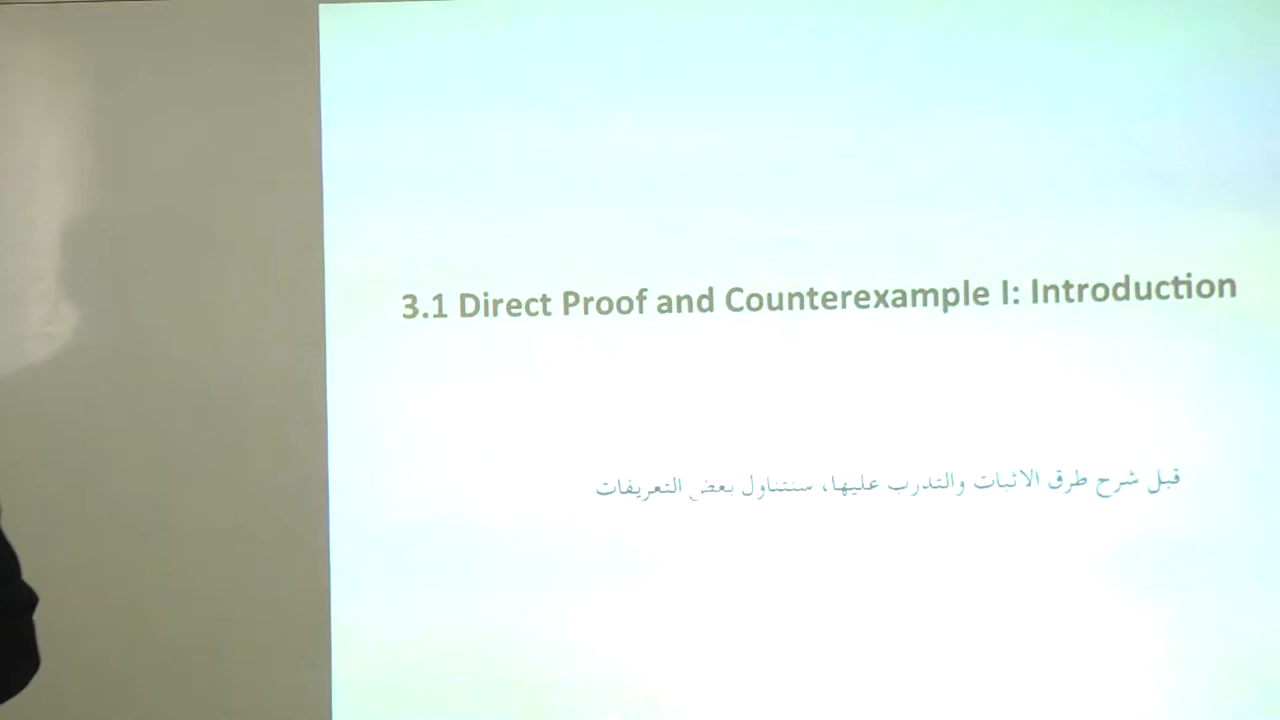 3.1 Direct Proof and Counterexample I: Introduction
قبل شرح طرق الاثبات والتدرب عليها، سنتناول بعض التعريفات